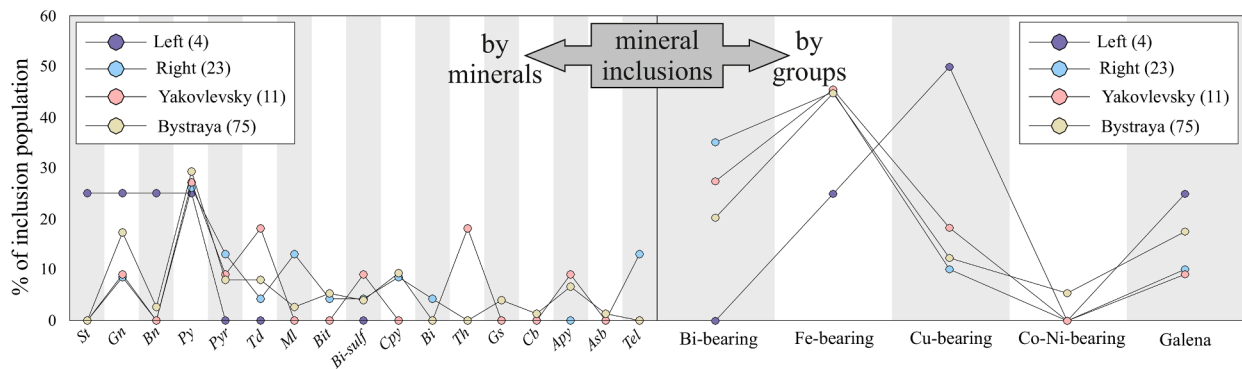 60
50
40
30
20
10
0
% of inclusion population
Left (4)
Right (23)
Yakovlevsky (11)
Bystraya (75)
by
minerals
mineral
inclusions
by
groups
Left (4)
Right (23)
Yakovlevsky (11)
Bystraya (75)
St
Gn
Bn
Py
Pyr
Td
Ml
Bit
Bi-sulf
Cpy
Bi
Th
Gs
Cb
Apy
Asb
Tel
Bi-bearing
Fe-bearing
Cu-bearing
Co-Ni-bearing
Galena